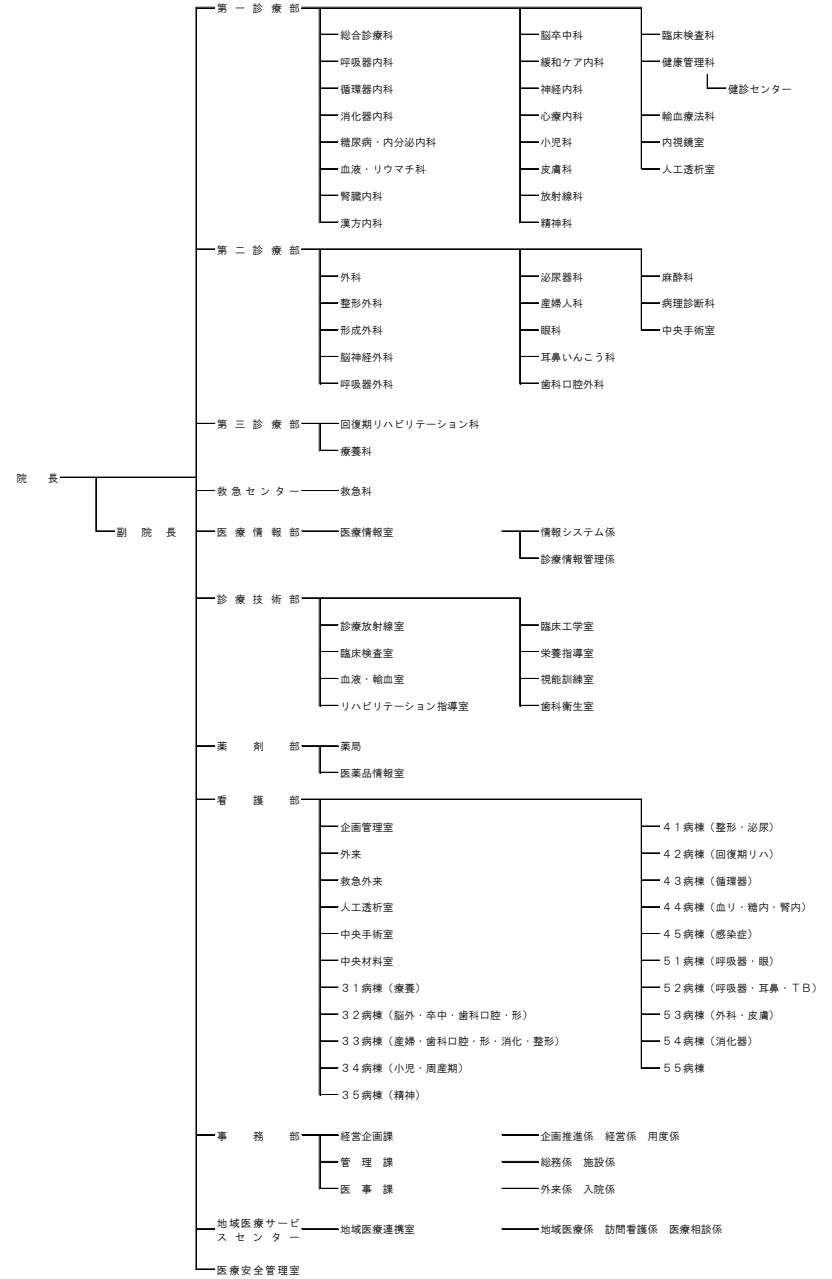 第一診療部
総合診療科
呼吸器内科
循環器内科
消化器内科
糖尿病・内分泌内科
血液・リウマチ科
腎臓内科
漢方内科
脳卒中科
緩和ケア内科
神経内科
心療内科
小児科
皮膚科
放射線科
精神科
臨床検査科
健康管理科
健診センター
輸血療法科
内視鏡室
人工透析室
第二診療部
外科
整形外科
形成外科
脳神経外科
呼吸器外科
泌尿器科
産婦人科
眼科
耳鼻いんこう科
歯科口腔外科
麻酔科
病理診断科
中央手術室
第三診療部
回復期リハビリテーション科
療養科
院長
副院長
救急センター
救急科
医療情報部
医療情報室
情報システム係
診療情報管理係
診療技術部
診療放射線室
臨床検査室
血液・輸血室
リハビリテーション指導室
臨床工学室
栄養指導室
視能訓練室
歯科衛生室
薬剤部
薬局
医薬品情報室
看護部
企画管理室
外来
救急外来
人工透析室
中央手術室
中央材料室
31病棟（療養）
32病棟（脳外・卒中・歯科口腔・形）
33病棟（産婦・歯科口腔・形・消化・整形）
34病棟（小児・周産期）
35病棟（精神）
41病棟（整形・泌尿）
42病棟（回復期リハ）
43病棟（循環器）
44病棟（血リ・糖内・腎内）
45病棟（感染症）
51病棟（呼吸器・眼）
52病棟（呼吸器・耳鼻・TB）
53病棟（外科・皮膚）
54病棟（消化器）
55病棟
事務部
経営企画課
企画推進係　経営係　用度係
管理課
総務係　施設係
医事課
外来係　入院係
地域医療サービ
スセンター
地域医療連携室
地域医療係　訪問看護係　医療相談係
医療安全管理室